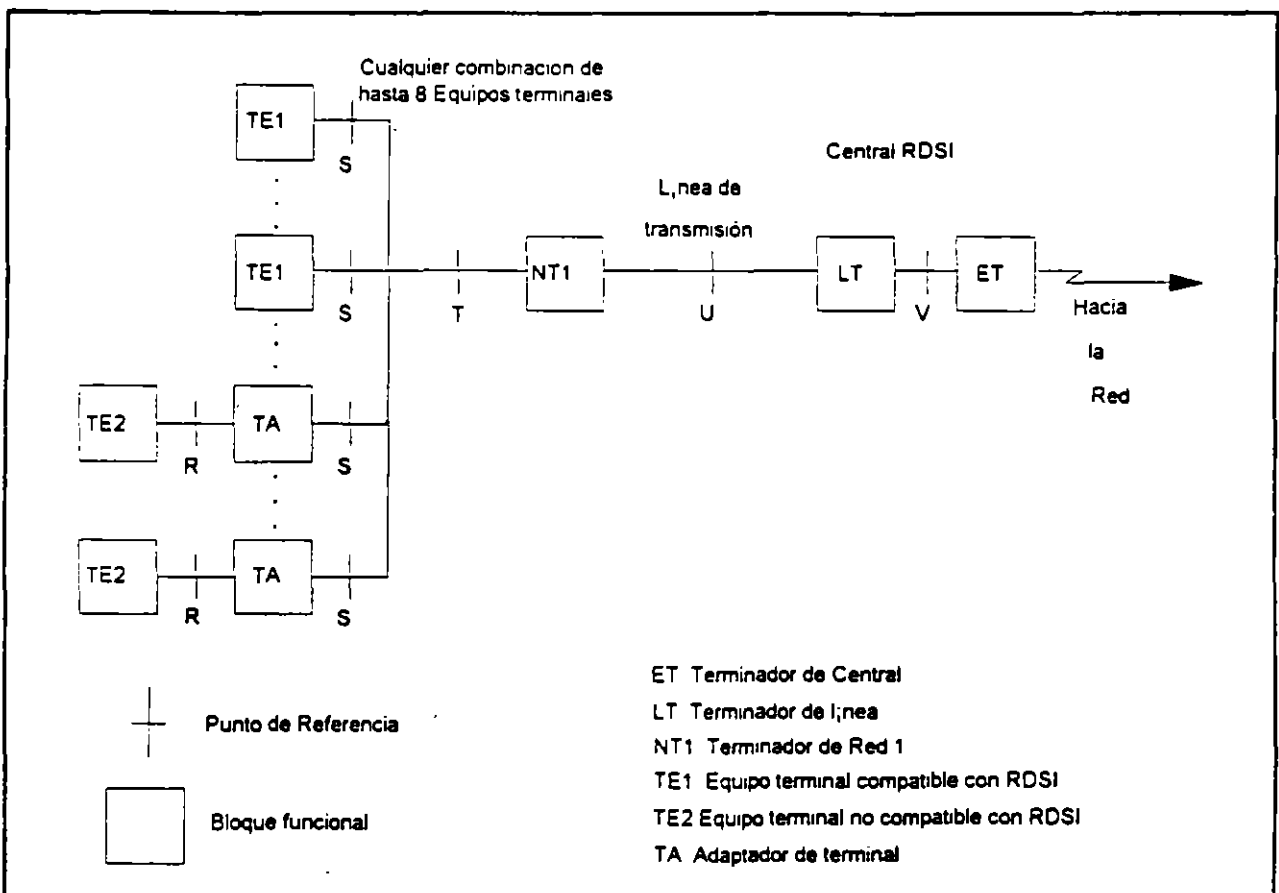 Cualquier combinacion de
hasta 8 Equipos terminales
TE1
S
Central RDSI
L,nea de
transmisión
TE1
S
T
NT1
U
LT
V
ET
Hacia
la
Red
TE2
R
TA
S
TE2
R
TA
S
Punto de Referencia
Bloque funcional
ET Terminador de Central
LT Terminador de l;nea
NT1 Terminador de Red 1
TE1 Equipo terminal compatible con RDSI
TE2 Equipo terminal no compatible con RDSI
TA Adaptador de terminal